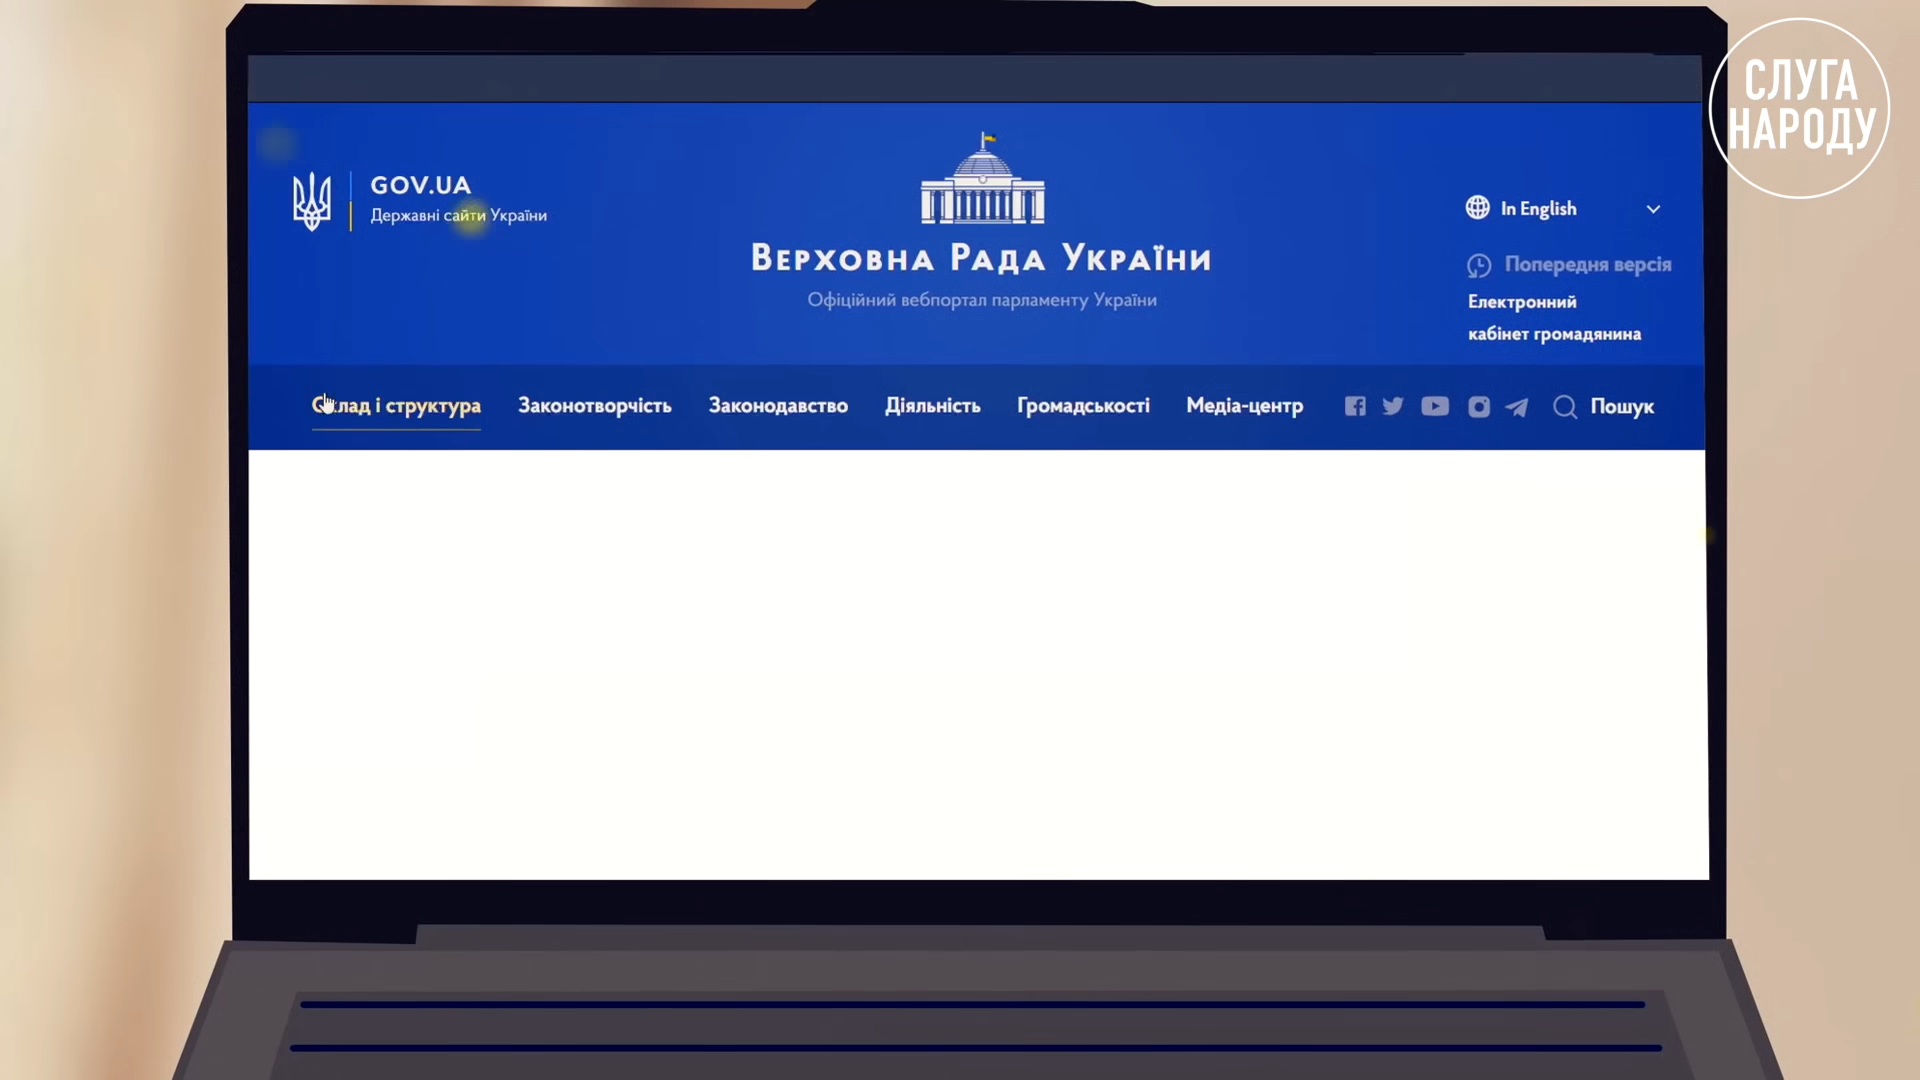 СЛУГА
НАРОДУ
GOV.UA
Державні сайти України
Верховна Рада України
Офіційний вебпортал парламенту України
In English
Попередня версія
Електронний
кабінет громадянина
Склад і структура
Законотворчість
Законодавство
Діяльність
Громадськості
Медіа-центр
Пошук